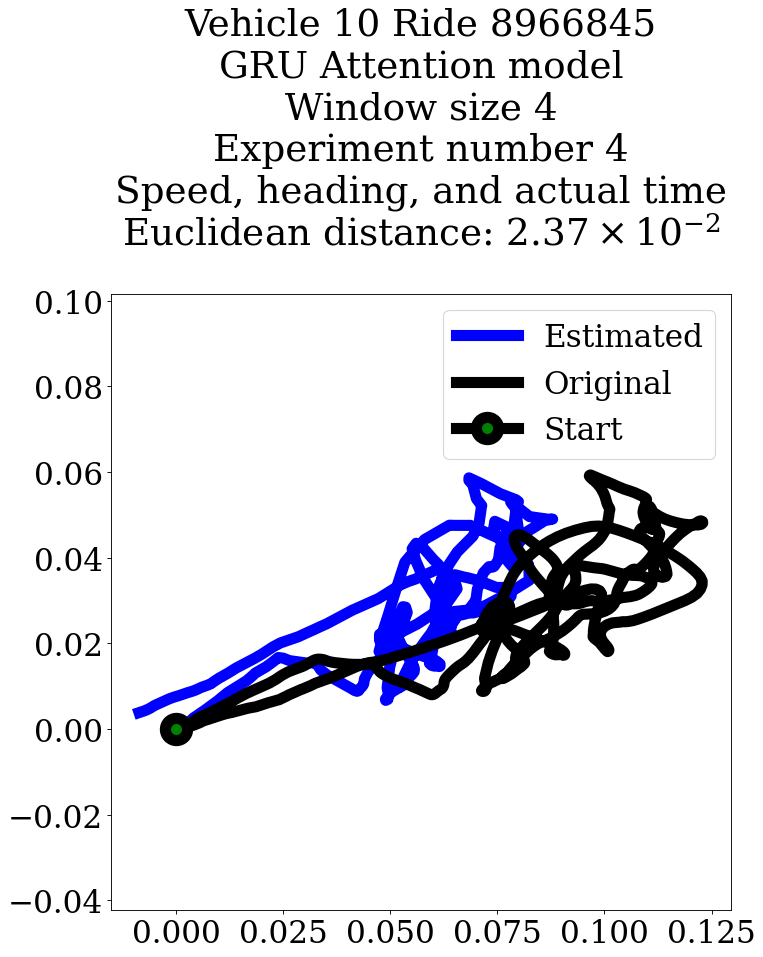 Vehicle 10 Ride 8966845
GRU Attention model
Window size 4
Experiment number 4
Speed, heading, and actual time
Euclidean distance: 2.37 × 10⁻²
Estimated
Original
Start
0.10
0.08
0.06
0.04
0.02
0.00
−0.02
−0.04
0.000 0.025 0.050 0.075 0.100 0.125